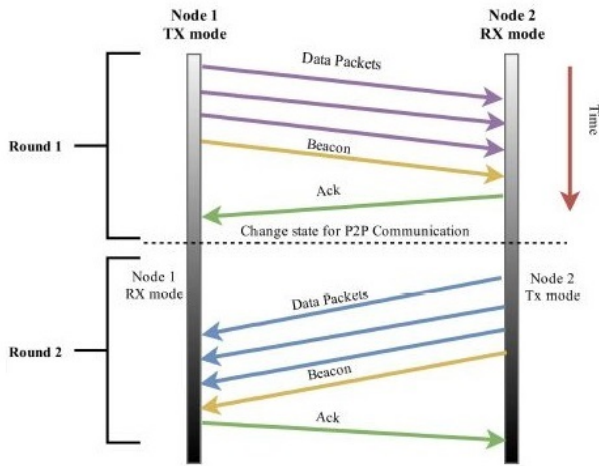 Node 1
TX mode
Node 2
RX mode
Data Packets
Time
Round 1
Beacon
Ack
Change state for P2P Communication
Node 1
RX mode
Node 2
Tx mode
Data Packets
Round 2
Beacon
Ack